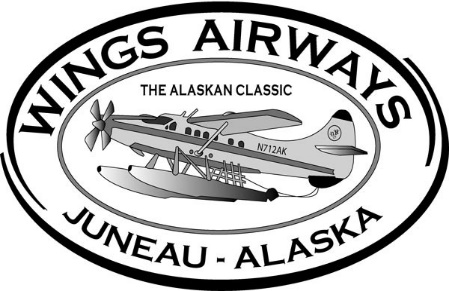 WINGS AIRWAYS
THE ALASKAN CLASSIC
N712AK
JUNEAU - ALASKA